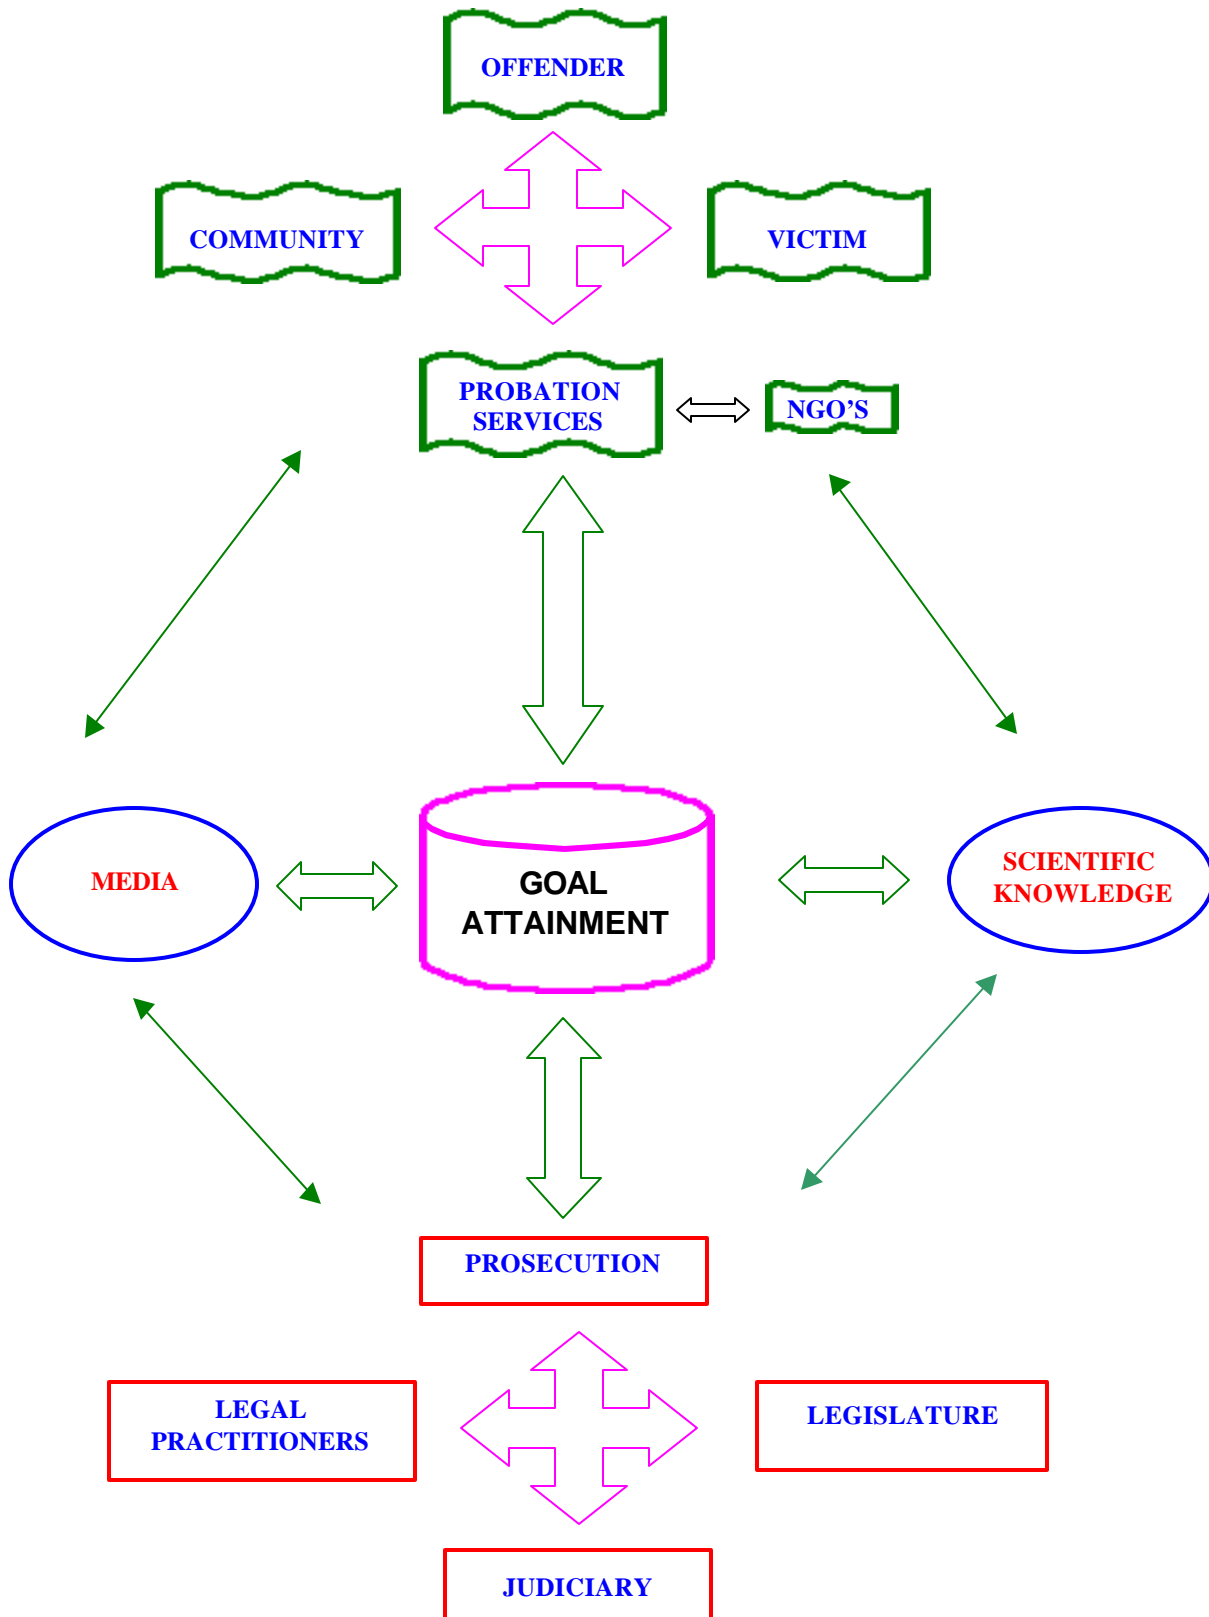 OFFENDER
COMMUNITY
VICTIM
PROBATION
SERVICES
NGO'S
MEDIA
GOAL
ATTAINMENT
SCIENTIFIC
KNOWLEDGE
PROSECUTION
LEGAL
PRACTITIONERS
LEGISLATURE
JUDICIARY